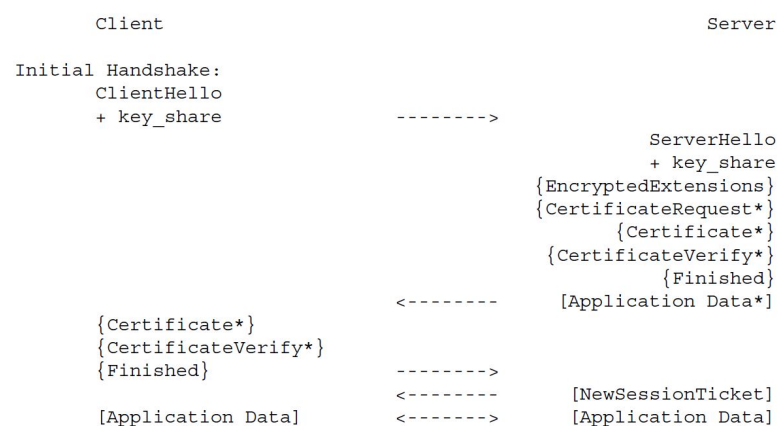 Client                                               Server
Initial Handshake:
ClientHello
+ key_share               -------->
ServerHello
+ key_share
{EncryptedExtensions}
{CertificateRequest*}
{Certificate*}
{CertificateVerify*}
{Finished}
<--------     [Application Data*]
{Certificate*}
{CertificateVerify*}
{Finished}                -------->
<--------      [NewSessionTicket]
[Application Data]        <------->      [Application Data]